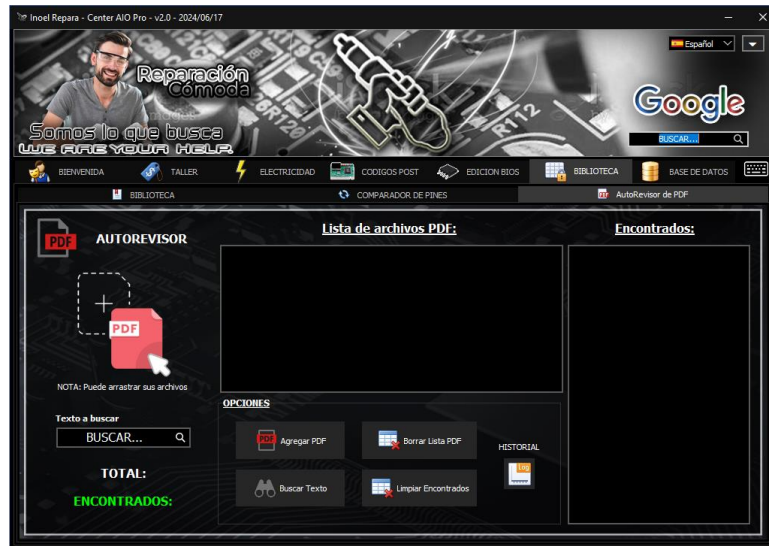 Inoel Repara - Center AIO Pro - v2.0 - 2024/06/17
Español
Reparación
Cómoda
Google
Somos lo que busca
WE ARE YOUR HELP
BUSCAR...
BIENVENIDA
TALLER
ELECTRICIDAD
CODIGOS POST
EDICION BIOS
BIBLIOTECA
BASE DE DATOS
BIBLIOTECA
COMPARADOR DE PINES
AutoRevisor de PDF
PDF
AUTOREVISOR
Lista de archivos PDF:
Encontrados:
PDF
NOTA: Puede arrastrar sus archivos
OPCIONES
Texto a buscar
BUSCAR...
PDF
Agregar PDF
Borrar Lista PDF
HISTORIAL
Log
TOTAL:
Buscar Texto
Limpiar Encontrados
ENCONTRADOS: